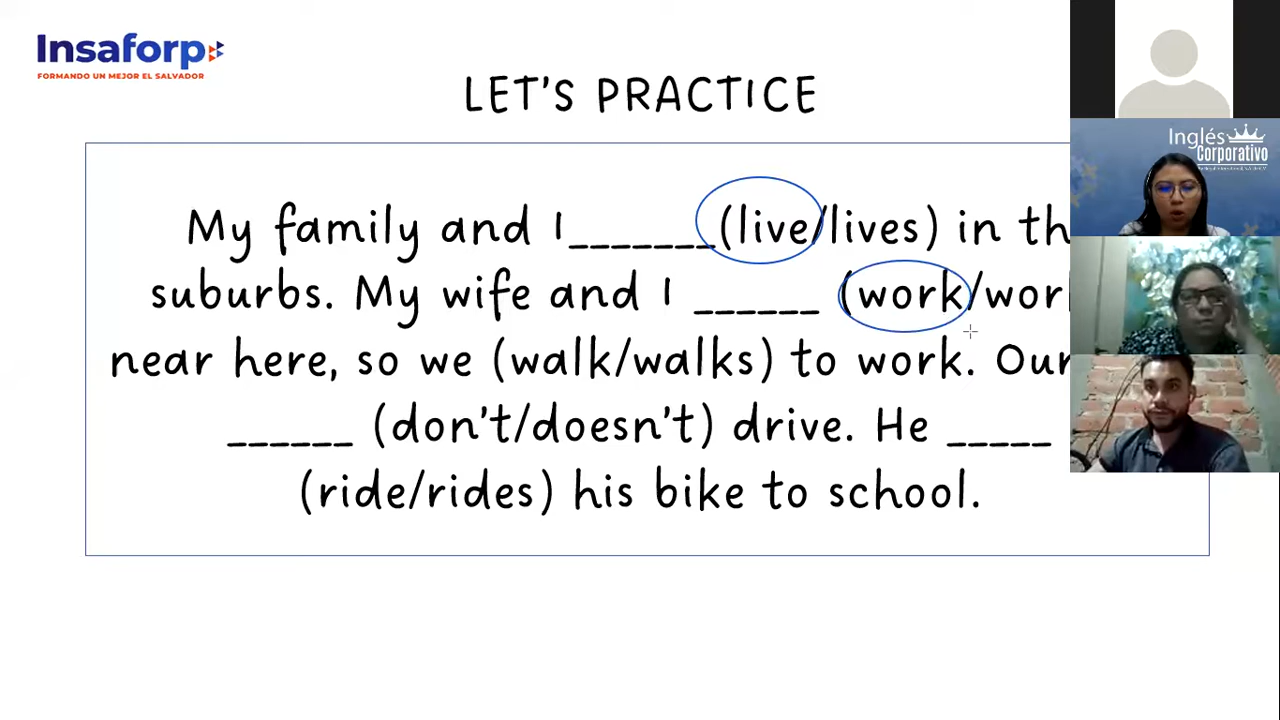 Insaforp
FORMANDO UN MEJOR EL SALVADOR
LET'S PRACTICE
Inglés
Corporativo
My family and I_______(live/lives) in th
suburbs. My wife and I ______ (work/wor
near here, so we (walk/walks) to work. Our
______ (don't/doesn't) drive. He _____
(ride/rides) his bike to school.